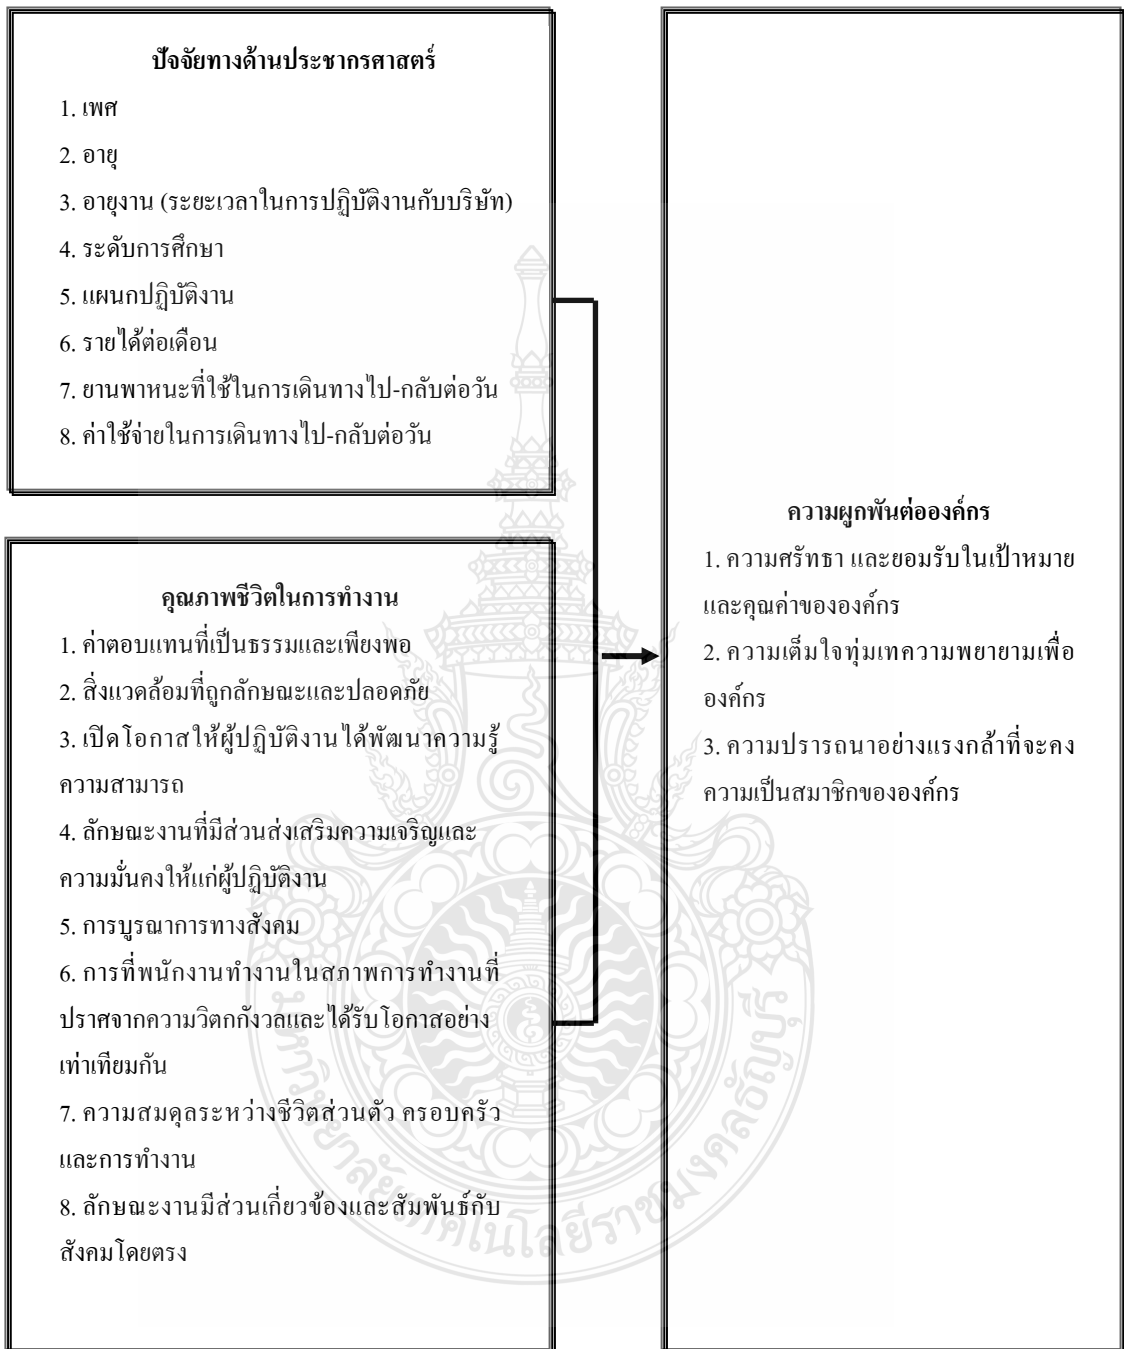 ปัจจัยทางด้านประชากรศาสตร์
1. เพศ
2. อายุ
3. อายุงาน (ระยะเวลาในการปฏิบัติงานกับบริษัท)
4. ระดับการศึกษา
5. แผนกปฏิบัติงาน
6. รายได้ต่อเดือน
7. ยานพาหนะที่ใช้ในการเดินทางไป-กลับต่อวัน
8. ค่าใช้จ่ายในการเดินทางไป-กลับต่อวัน
คุณภาพชีวิตในการทำงาน
1. ค่าตอบแทนที่เป็นธรรมและเพียงพอ
2. สิ่งแวดล้อมที่ถูกลักษณะและปลอดภัย
3. เปิดโอกาสให้ผู้ปฏิบัติงานได้พัฒนาความรู้
ความสามารถ
4. ลักษณะงานที่มีส่วนส่งเสริมความเจริญและ
ความมั่นคงให้แก่ผู้ปฏิบัติงาน
5. การบูรณาการทางสังคม
6. การที่พนักงานทำงานในสภาพการทำงานที่
ปราศจากความวิตกกังวลและได้รับโอกาสอย่าง
เท่าเทียมกัน
7. ความสมดุลระหว่างชีวิตส่วนตัว ครอบครัว
และการทำงาน
8. ลักษณะงานมีส่วนเกี่ยวข้องและสัมพันธ์กับ
สังคมโดยตรง
ความผูกพันต่อองค์กร
1. ความศรัทธา และยอมรับในเป้าหมาย
และคุณค่าขององค์กร
2. ความเต็มใจทุ่มเทความพยายามเพื่อ
องค์กร
3. ความปรารถนาอย่างแรงกล้าที่จะคง
ความเป็นสมาชิกขององค์กร
มหาวิทยาลัยเทคโนโลยีราชมงคลธัญบุรี